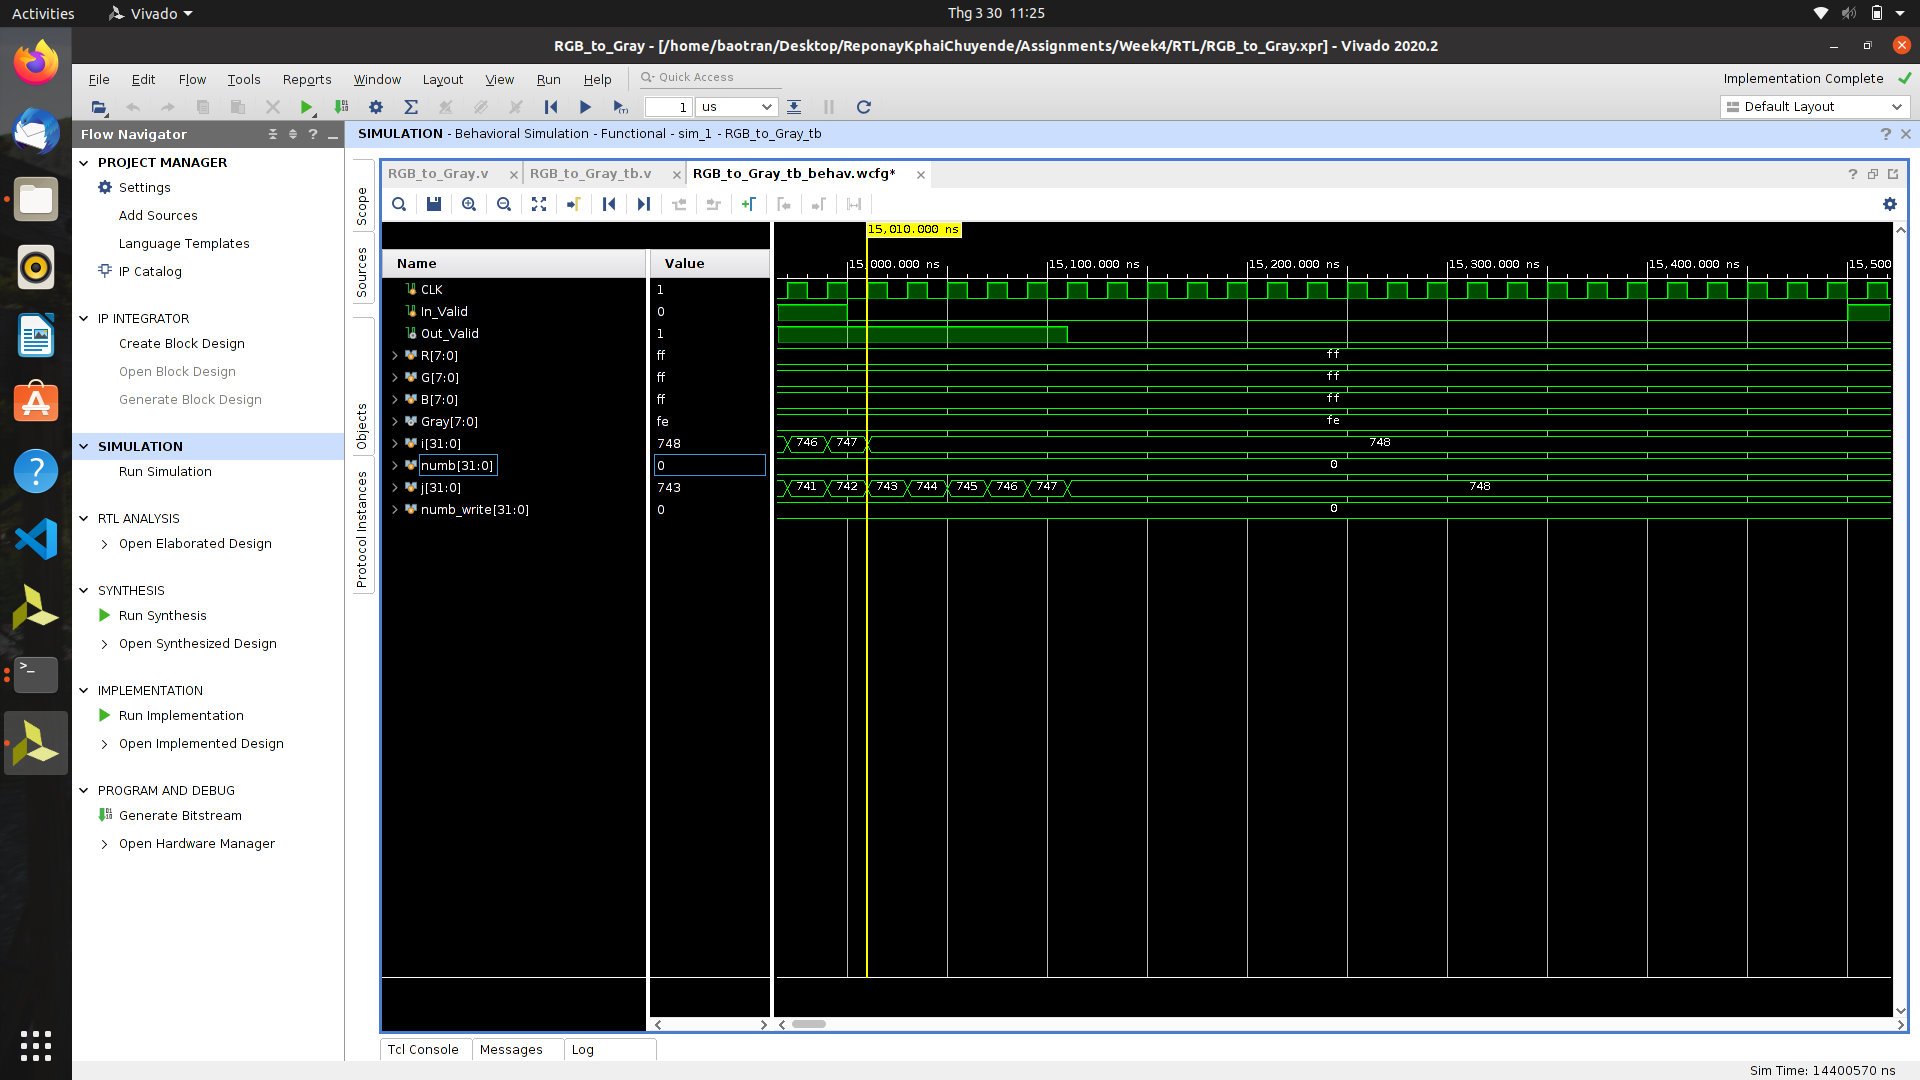 Activities
Vivado
Thg 3 30 11:25
RGB_to_Gray - [/home/baotran/Desktop/ReponayKphaiChuyende/Assignments/Week4/RTL/RGB_to_Gray.xpr] - Vivado 2020.2
File Edit Flow Tools Reports Window Layout View Run Help
Quick Access
Implementation Complete
1 us
Default Layout
Flow Navigator
SIMULATION - Behavioral Simulation - Functional - sim_1 - RGB_to_Gray_tb
PROJECT MANAGER
Settings
Add Sources
Language Templates
IP Catalog
IP INTEGRATOR
Create Block Design
Open Block Design
Generate Block Design
SIMULATION
Run Simulation
RTL ANALYSIS
Open Elaborated Design
SYNTHESIS
Run Synthesis
Open Synthesized Design
IMPLEMENTATION
Run Implementation
Open Implemented Design
PROGRAM AND DEBUG
Generate Bitstream
Open Hardware Manager
Scope
Sources
Objects
Protocol Instances
RGB_to_Gray.v
RGB_to_Gray_tb.v
RGB_to_Gray_tb_behav.wcfg*
15,010.000 ns
Name Value
15,000.000 ns 15,100.000 ns 15,200.000 ns 15,300.000 ns 15,400.000 ns 15,500
CLK 1
In_Valid 0
Out_Valid 1
R[7:0] ff ff
G[7:0] ff ff
B[7:0] ff ff
Gray[7:0] fe fe
i[31:0] 748 746 747 748
numb[31:0] 0 0
j[31:0] 743 741 742 743 744 745 746 747 748
numb_write[31:0] 0 0
Tcl Console Messages Log
Sim Time: 14400570 ns